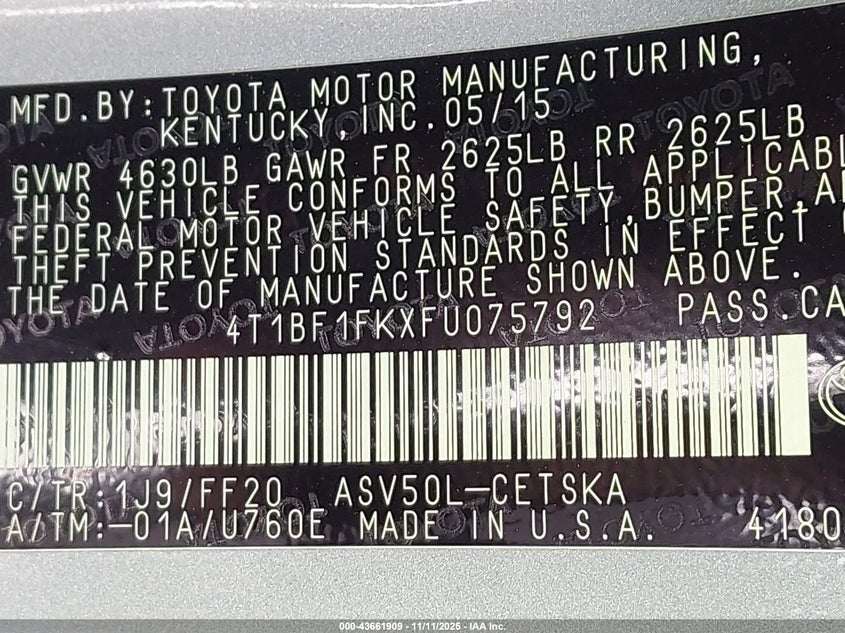 MFD.BY:TOYOTA MOTOR MANUFACTURING,
KENTUCKY,INC.05/15
GVWR 4630LB GAWR FR 2625LB RR 2625LB
THIS VEHICLE CONFORMS TO ALL APPLICABL
FEDERAL MOTOR VEHICLE SAFETY,BUMPER,A
THEFT PREVENTION STANDARDS IN EFFECT
THE DATE OF MANUFACTURE SHOWN ABOVE.
4T1BF1FKXFU075792 PASS.CA
C/TR:1J9/FF20 ASV50L-CETSKA
A/TM:-01A/U760E MADE IN U.S.A. 4180
000-43661909 - 11/11/2025 - IAA Inc.